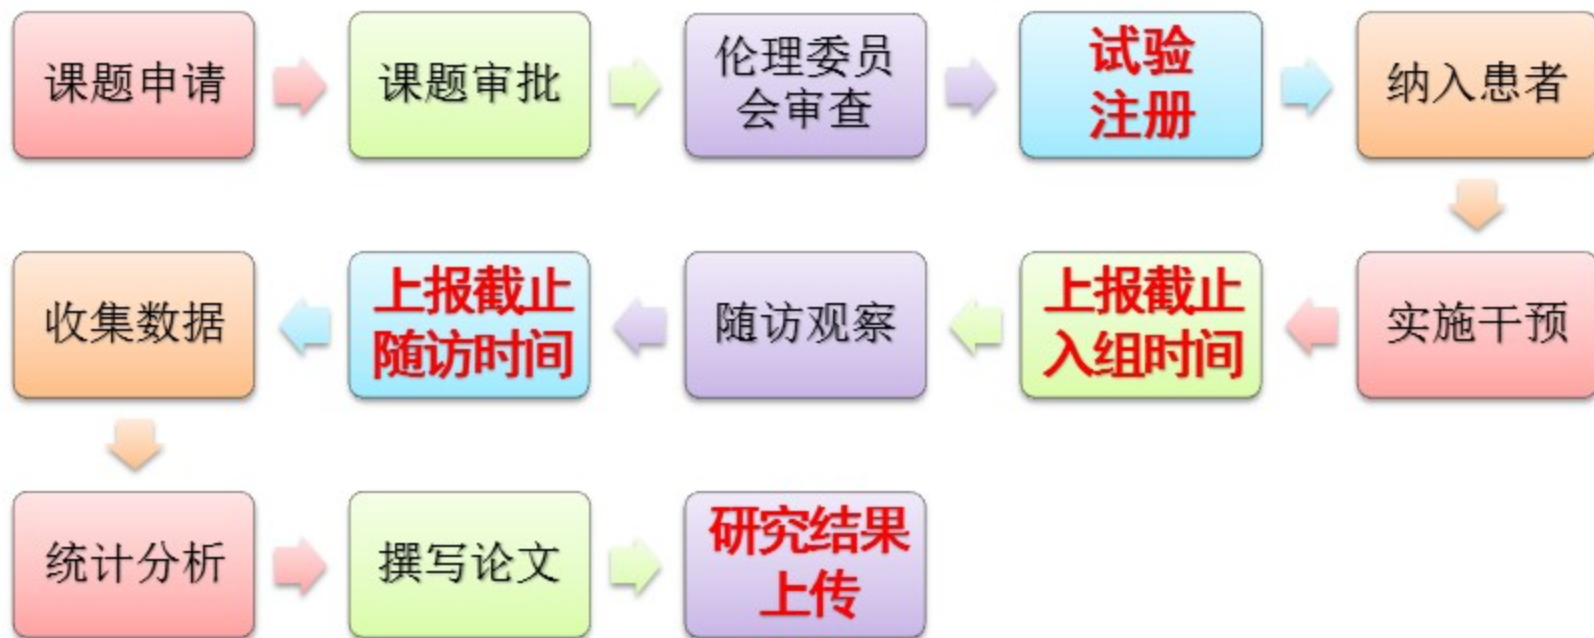 课题申请
课题审批
伦理委员
会审查
试验
注册
纳入患者
实施干预
上报截止
入组时间
随访观察
上报截止
随访时间
收集数据
统计分析
撰写论文
研究结果
上传